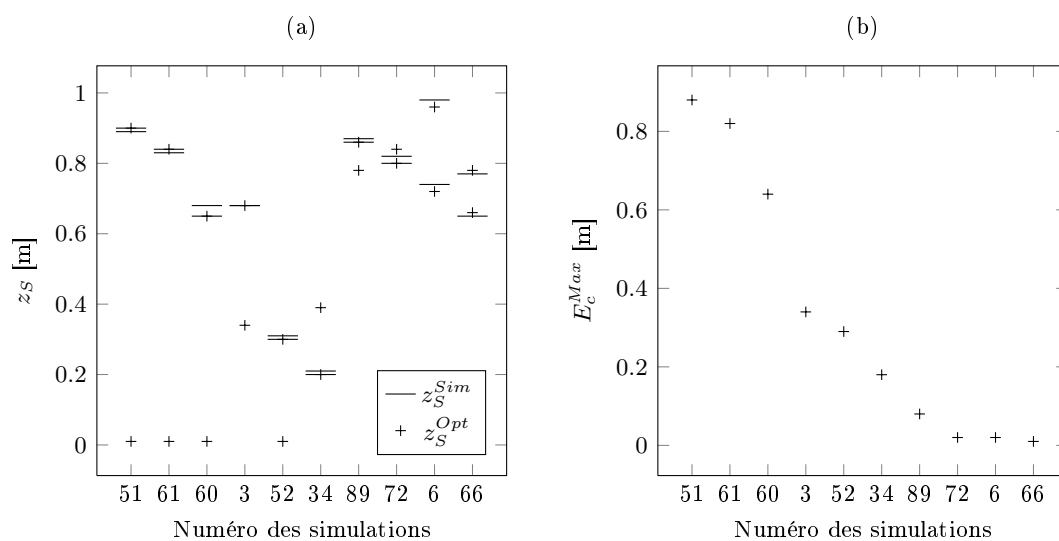 (a)
1
0.8
0.6
0.4
0.2
0
z_S [m]
51 61 60 3 52 34 89 72 6 66
Numéro des simulations
z_S^{Sim}
z_S^{Opt}
(b)
0.8
0.6
0.4
0.2
0
E_c^{Max} [m]
51 61 60 3 52 34 89 72 6 66
Numéro des simulations